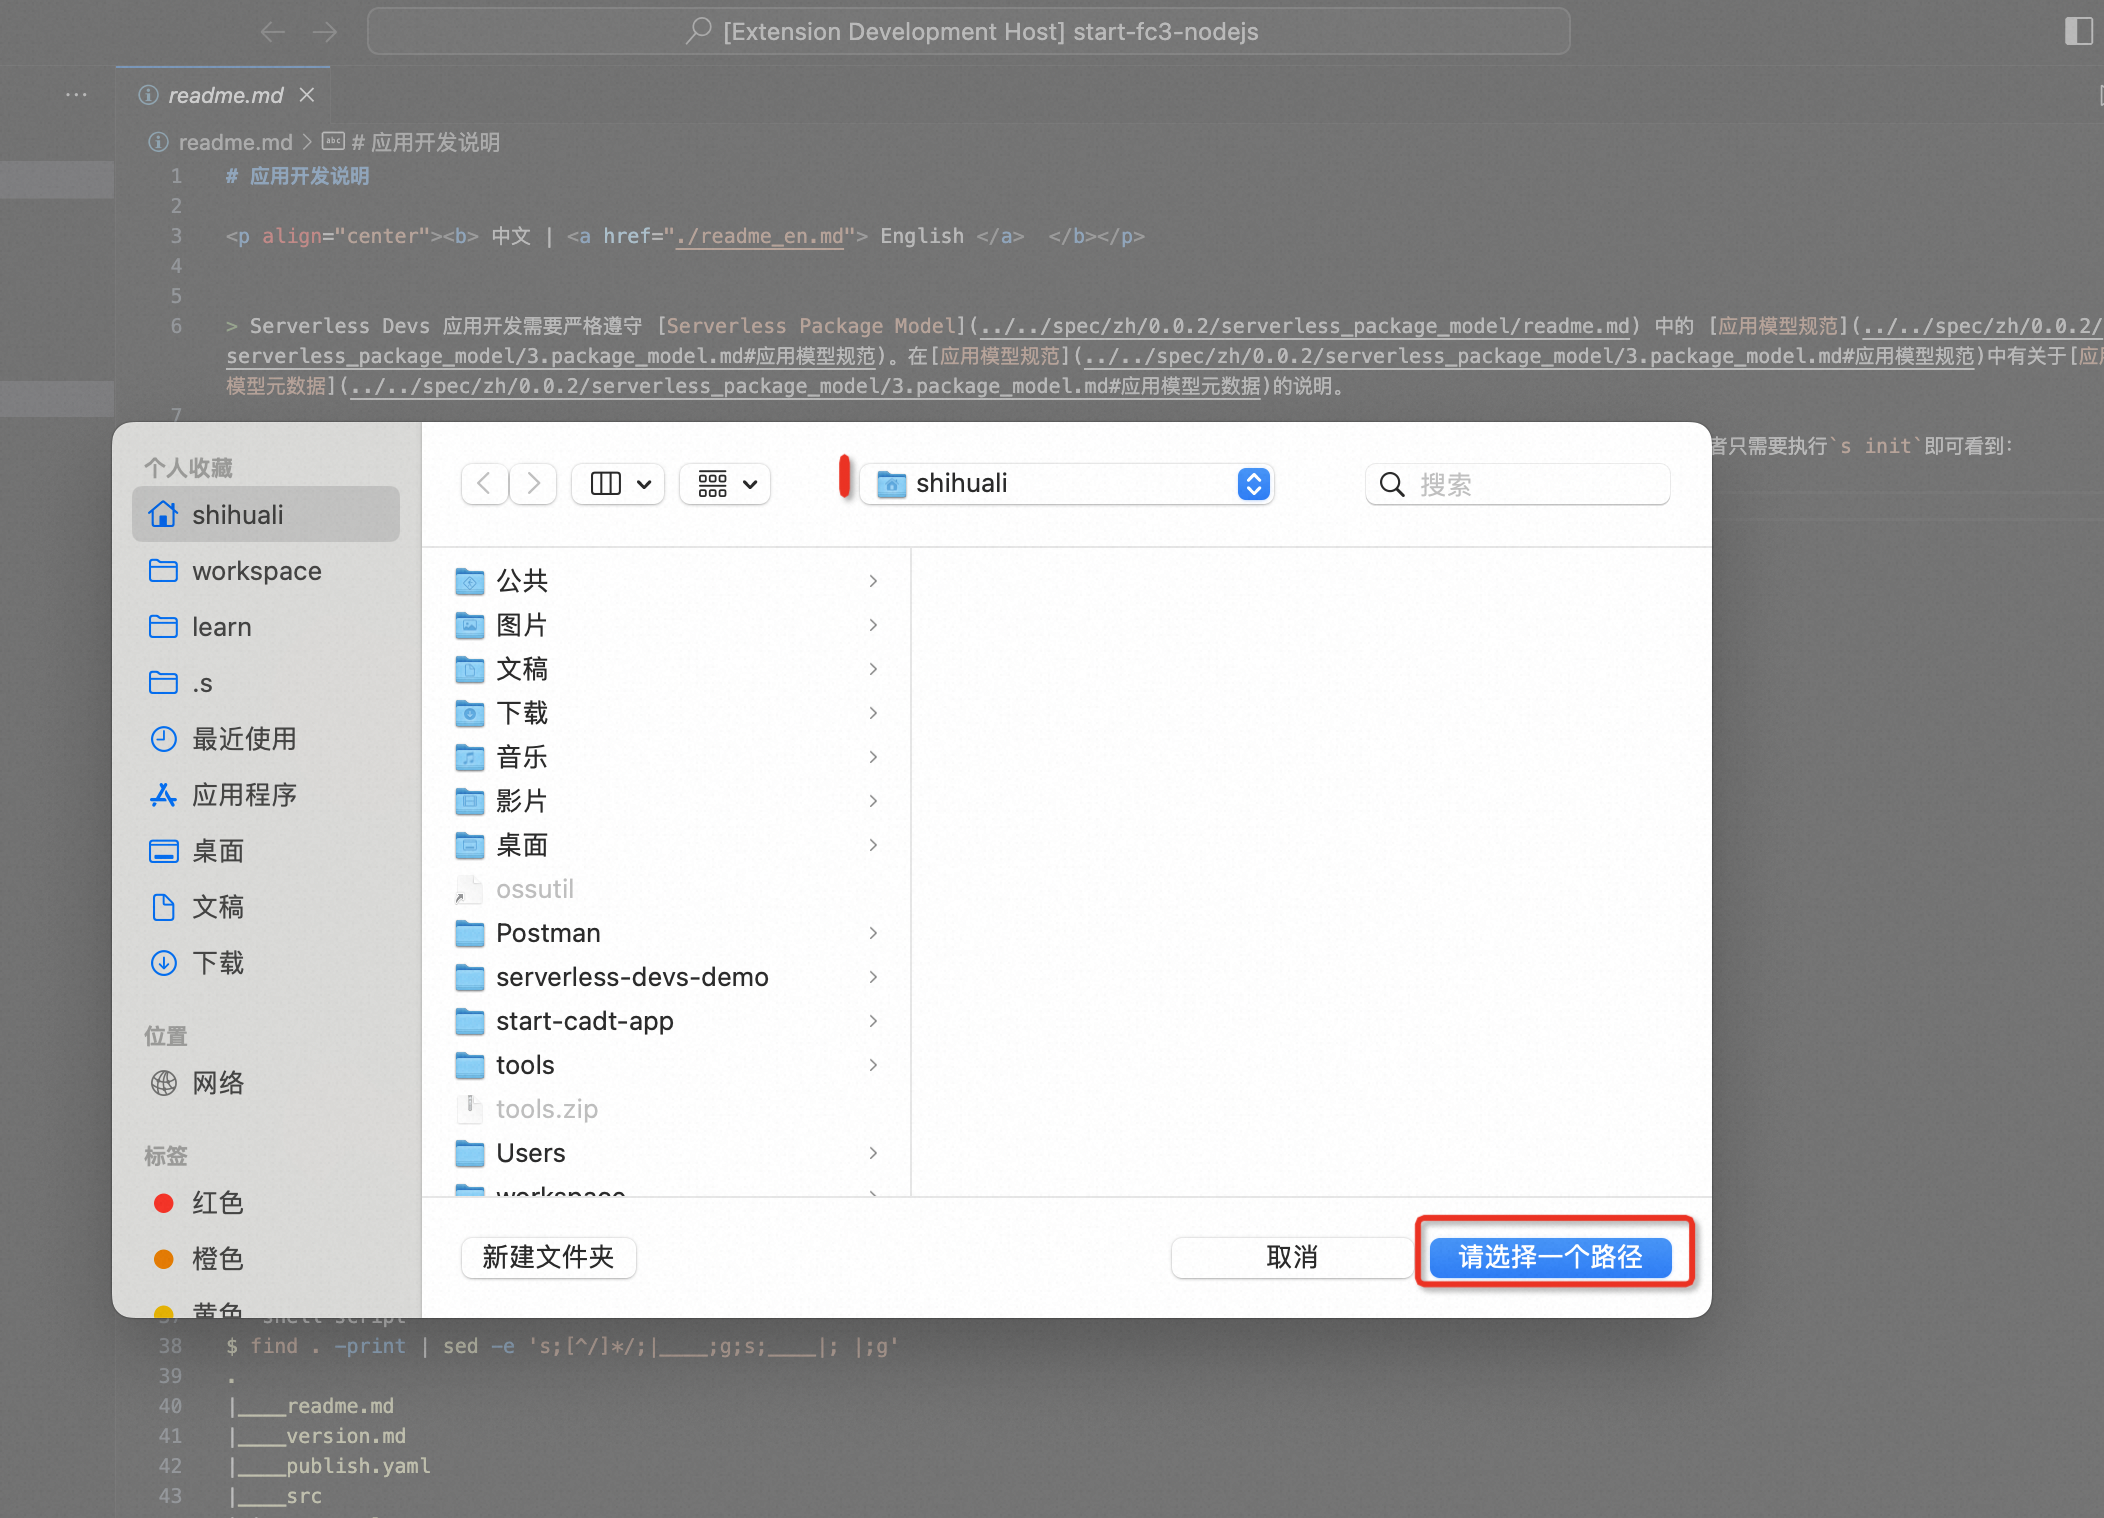 [Extension Development Host] start-fc3-nodejs
readme.md
readme.md > # 应用开发说明
1 # 应用开发说明
2
3 <p align="center"><b> 中文 | <a href="./readme_en.md"> English </a>  </b></p>
4
5
6 > Serverless Devs 应用开发需要严格遵守 [Serverless Package Model](../../spec/zh/0.0.2/serverless_package_model/readme.md) 中的 [应用模型规范](../../spec/zh/0.0.2/
serverless_package_model/3.package_model.md#应用模型规范)。在[应用模型规范](../../spec/zh/0.0.2/serverless_package_model/3.package_model.md#应用模型规范)中有关于[应用
模型元数据](../../spec/zh/0.0.2/serverless_package_model/3.package_model.md#应用模型元数据)的说明。
7
者只需要执行`s init`即可看到：
个人收藏
shihuali
workspace
learn
.s
最近使用
应用程序
桌面
文稿
下载
位置
网络
标签
红色
橙色
黄色
shihuali
搜索
公共
图片
文稿
下载
音乐
影片
桌面
ossutil
Postman
serverless-devs-demo
start-cadt-app
tools
tools.zip
Users
workspace
新建文件夹
取消
请选择一个路径
37 shell script
38 $ find . -print | sed -e 's;[^/]*/;|____;g;s;____|; |;g'
39 .
40 |____readme.md
41 |____version.md
42 |____publish.yaml
43 |____src